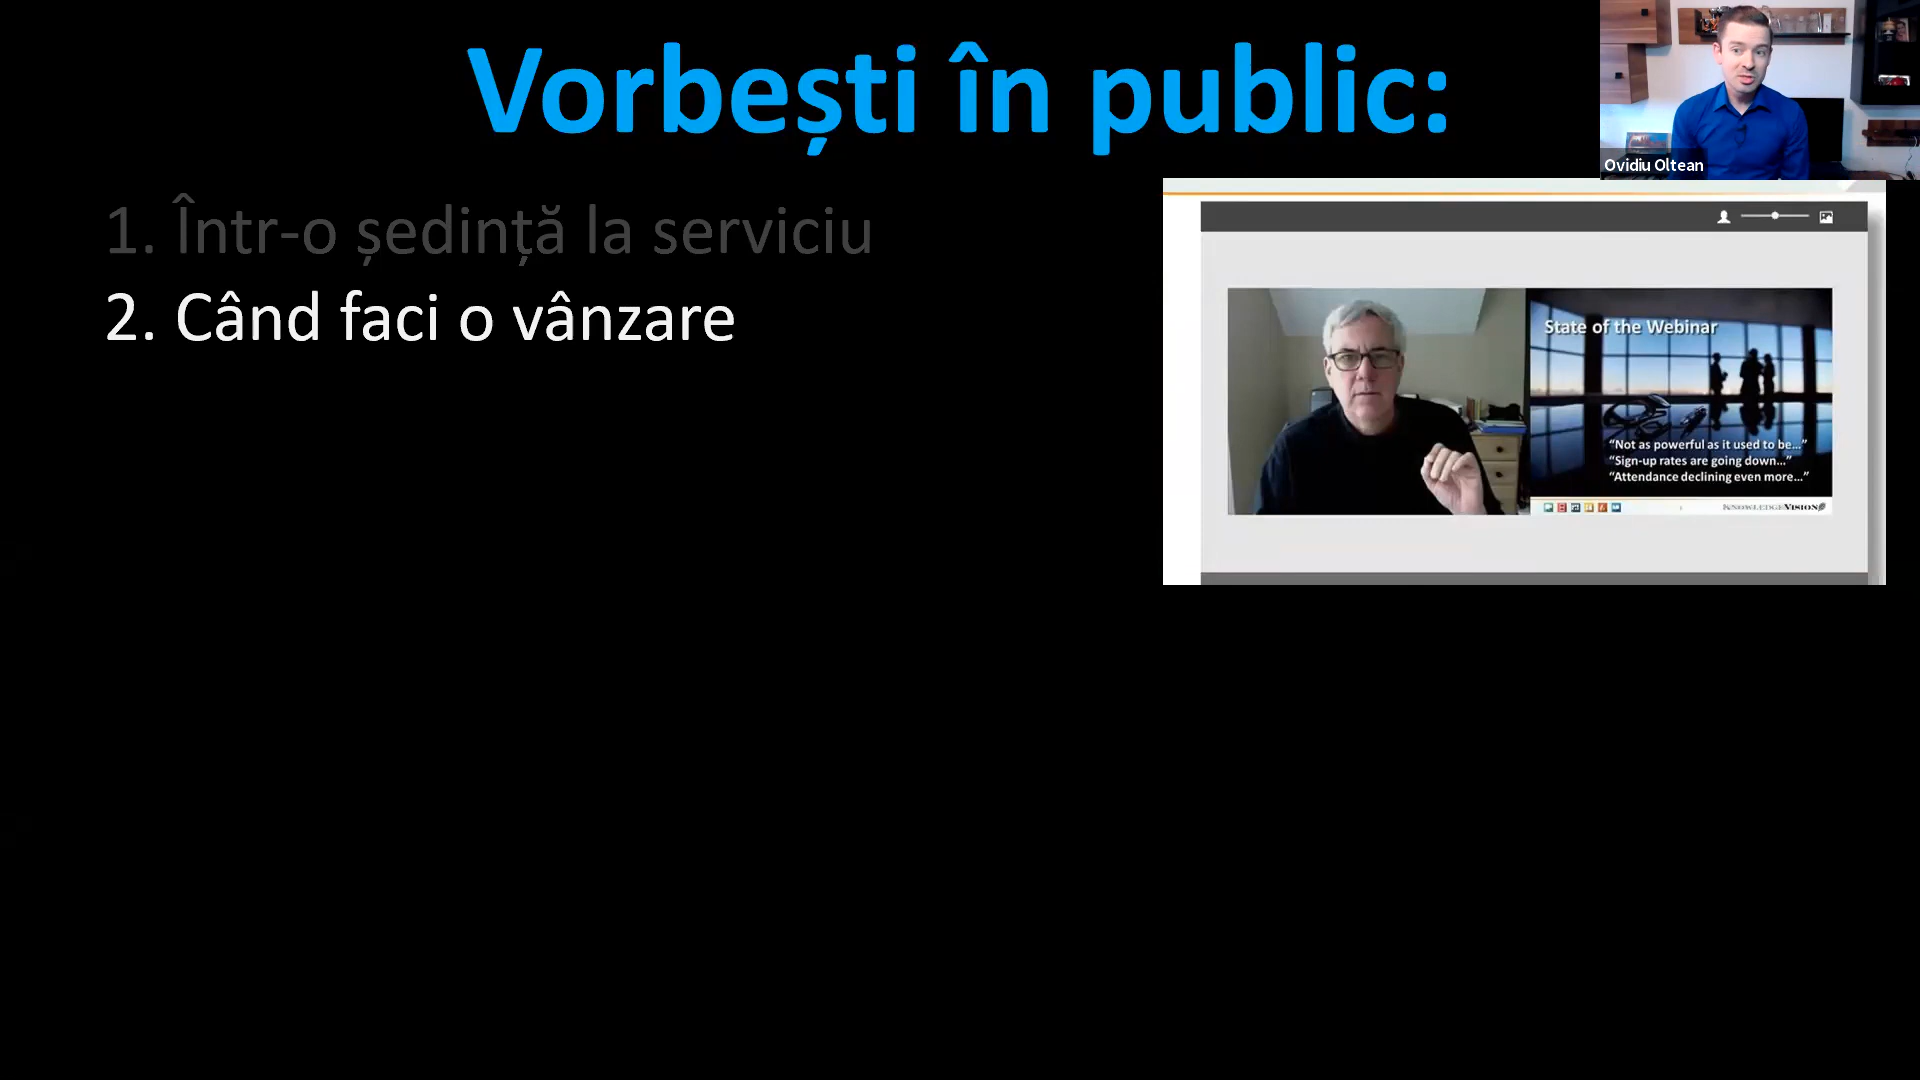 Vorbești în public:
Ovidiu Oltean
1. Într-o ședință la serviciu
2. Când faci o vânzare
State of the Webinar
“Not as powerful as it used to be...”
“Sign-up rates are going down...”
“Attendance declining even more...”
KNOWLEDGEVISION